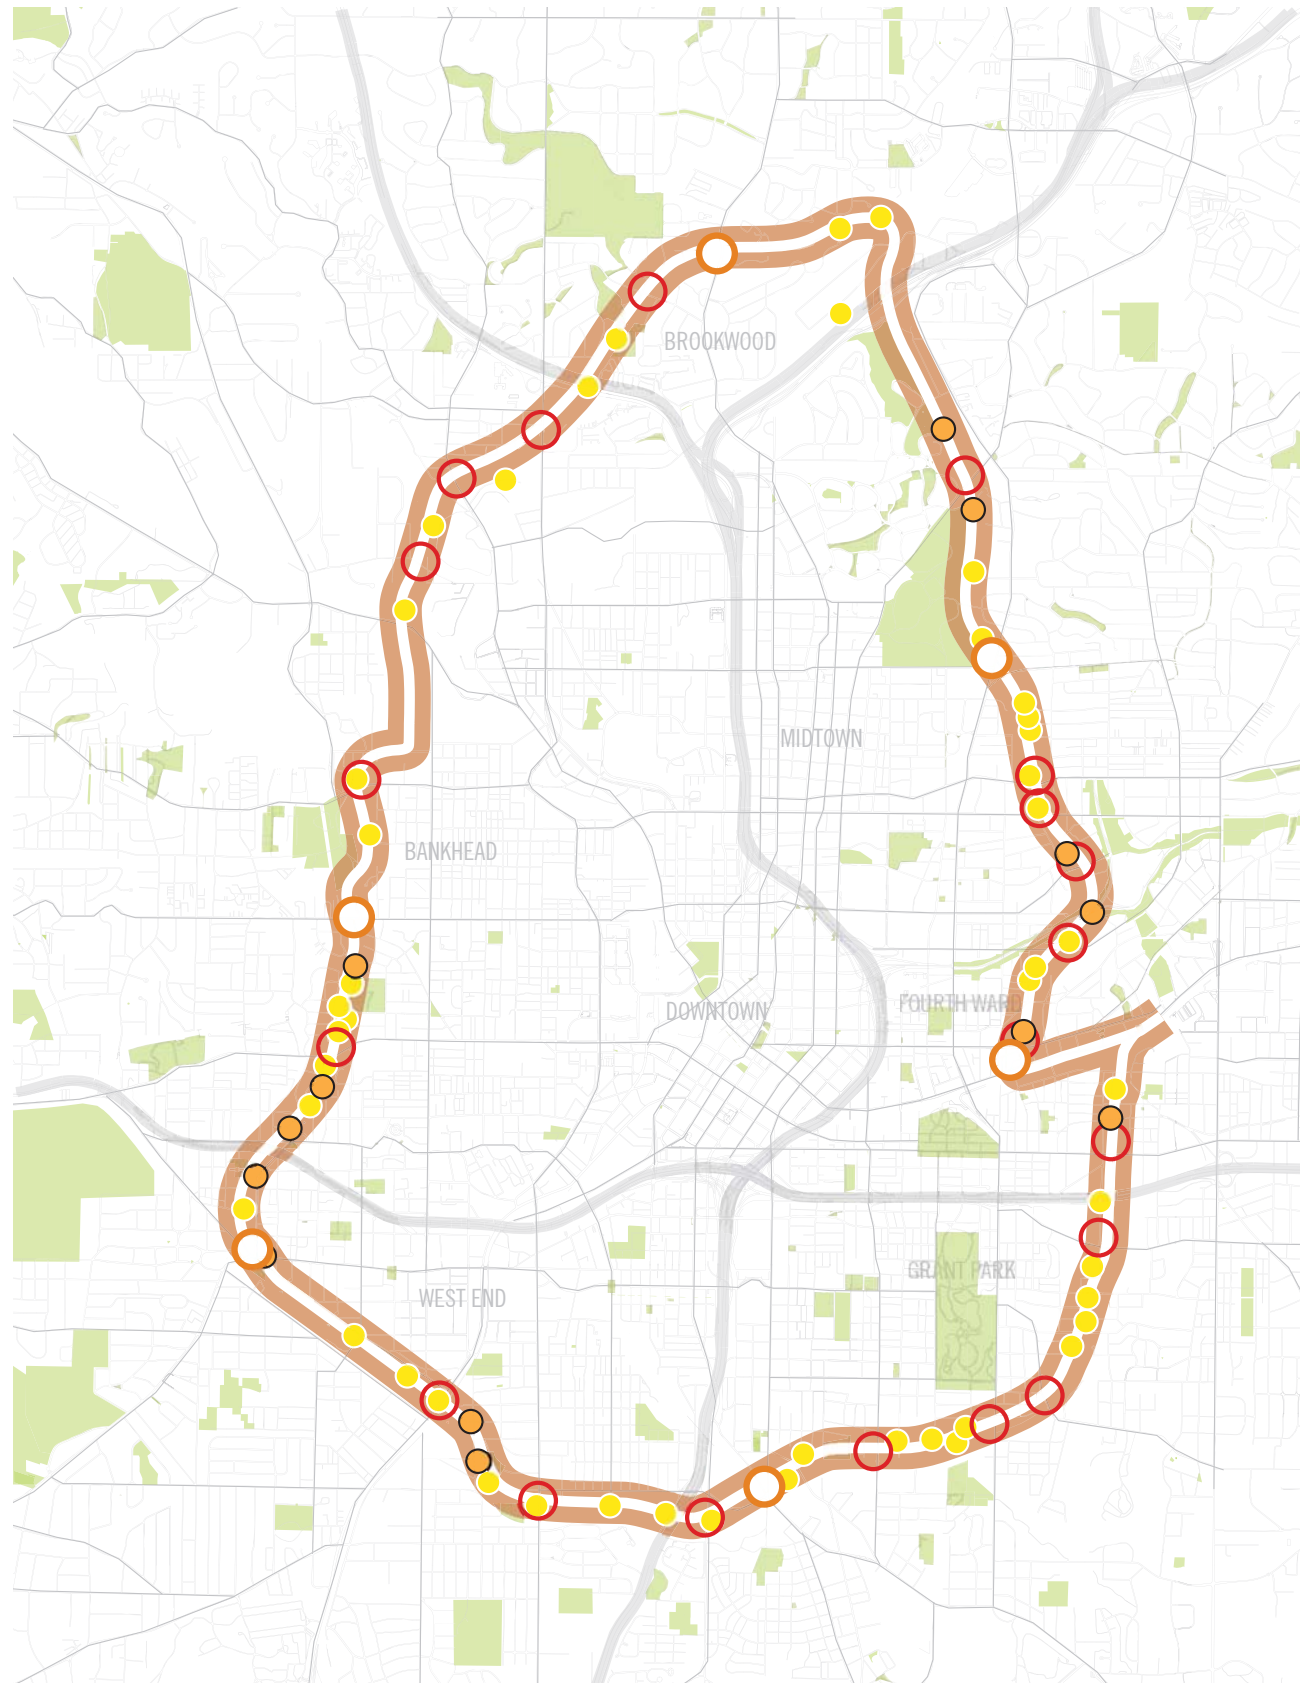 BROOKWOOD
MIDTOWN
BANKHEAD
DOWNTOWN
FOURTH WARD
GRANT PARK
WEST END